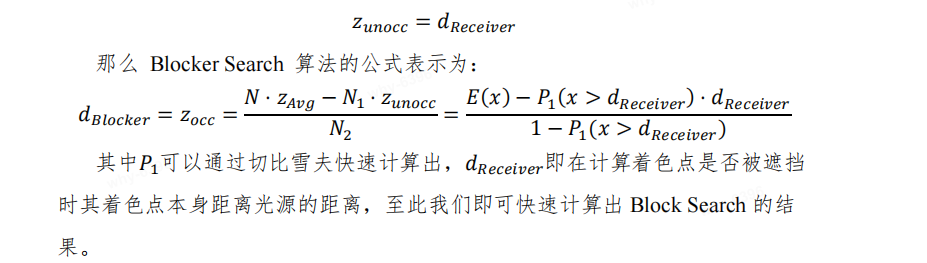 z_unocc = d_Receiver
那么 Blocker Search 算法的公式表示为：
d_Blocker = z_occ = \frac{N · z_Avg − N_1 · z_unocc}{N_2} = \frac{E(x) − P_1(x > d_Receiver) · d_Receiver}{1 − P_1(x > d_Receiver)}
其中P_1可以通过切比雪夫快速计算出，d_Receiver即在计算着色点是否被遮挡
时其着色点本身距离光源的距离，至此我们即可快速计算出 Block Search 的结
果。